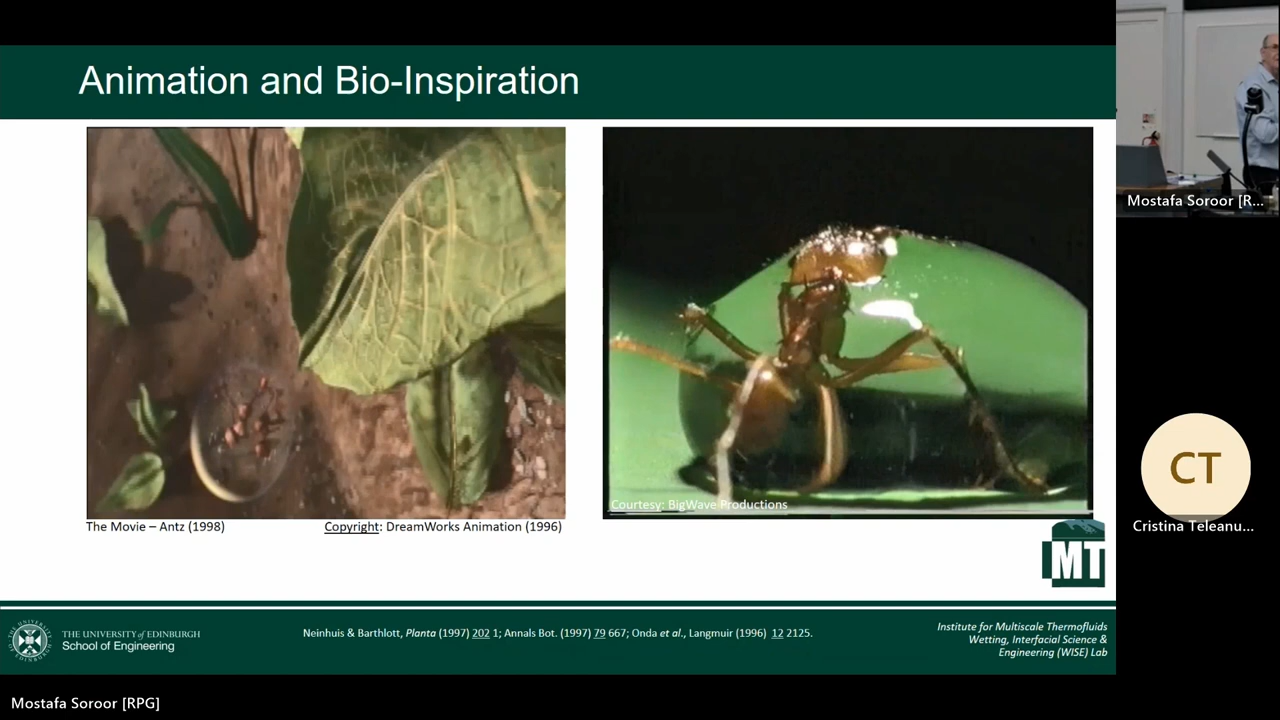 Animation and Bio-Inspiration
Courtesy: BigWave Productions
The Movie – Antz (1998)
Copyright: DreamWorks Animation (1996)
MT
THE UNIVERSITY of EDINBURGH
School of Engineering
Neinhuis & Barthlott, Planta (1997) 202 1; Annals Bot. (1997) 79 667; Onda et al., Langmuir (1996) 12 2125.
Institute for Multiscale Thermofluids
Wetting, Interfacial Science &
Engineering (WISE) Lab
Mostafa Soroor [R...
CT
Cristina Teleanu...
Mostafa Soroor [RPG]